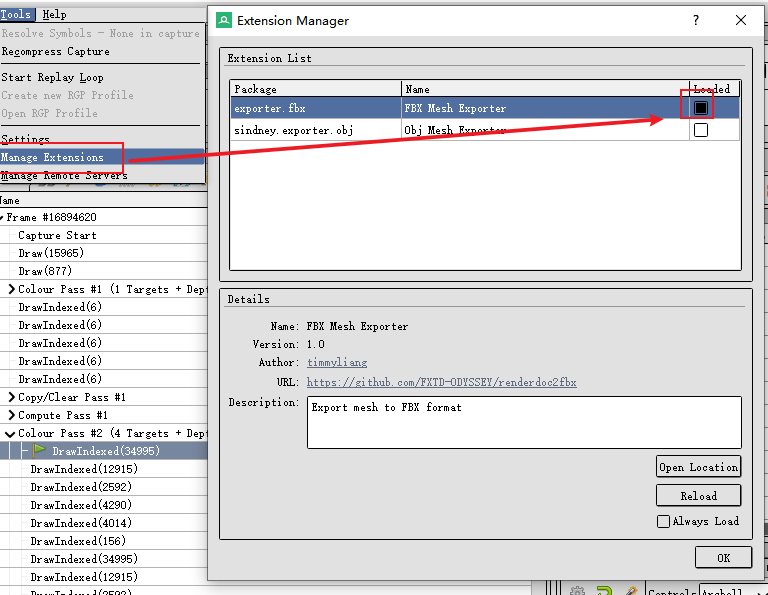 Tools Help
Resolve Symbols - None in capture
Recompress Capture
Start Replay Loop
Create new RGP Profile
Open RGP Profile
Settings
Manage Extensions
Manage Remote Servers
Name
Frame #16894620
Capture Start
Draw(15965)
Draw(877)
Colour Pass #1 (1 Targets + Dept
DrawIndexed(6)
DrawIndexed(6)
DrawIndexed(6)
DrawIndexed(6)
DrawIndexed(6)
Copy/Clear Pass #1
Compute Pass #1
Colour Pass #2 (4 Targets + Dept
DrawIndexed(34995)
DrawIndexed(12915)
DrawIndexed(2592)
DrawIndexed(4290)
DrawIndexed(4014)
DrawIndexed(156)
DrawIndexed(34995)
DrawIndexed(12915)
DrawIndexed(2592)
Extension Manager
?
Extension List
Package Name Loaded
exporter.fbx FBX Mesh Exporter
sindney.exporter.obj Obj Mesh Exporter
Details
Name: FBX Mesh Exporter
Version: 1.0
Author: timmyliang
URL: https://github.com/FXTD-ODYSSEY/renderdoc2fbx
Description: Export mesh to FBX format
Open Location
Reload
Always Load
OK
Controls Arcball